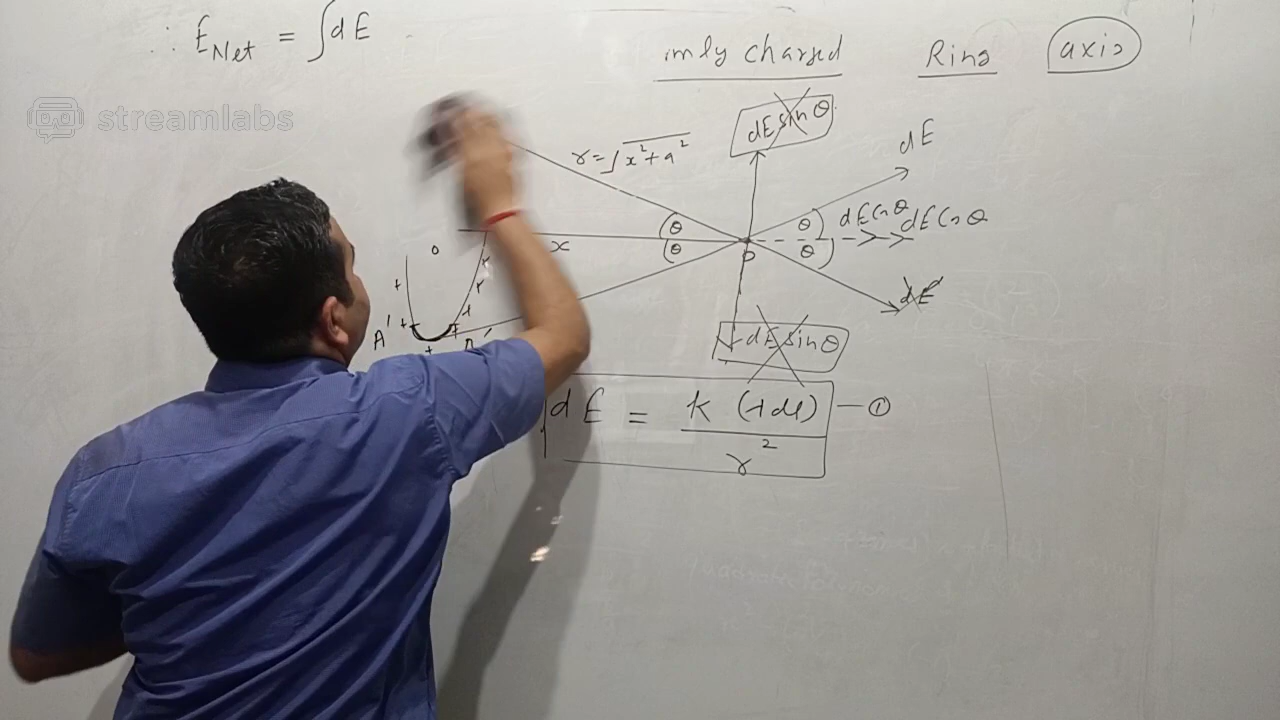 ∴ E_Net = ∫dE
imly charged Ring axis
streamlabs
dE sinθ
r = √x²+a²
dE
θ θ dE Cosθ dE Cosθ
o x
θ θ
P
dE
+
+
A'
+
dE sinθ
dE = k (λdl) / r² — ①